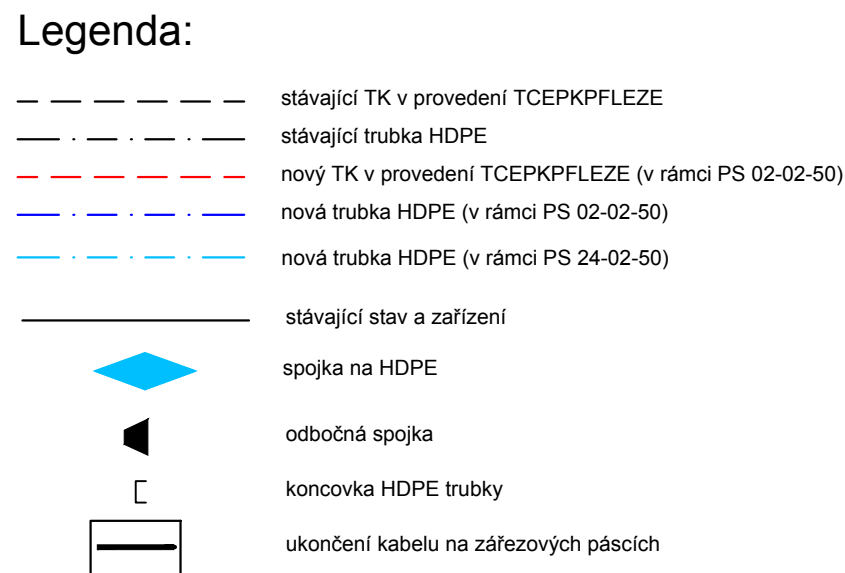 Legenda:
stávající TK v provedení TCEPKPFLEZE
stávající trubka HDPE
nový TK v provedení TCEPKPFLEZE (v rámci PS 02-02-50)
nová trubka HDPE (v rámci PS 02-02-50)
nová trubka HDPE (v rámci PS 24-02-50)
stávající stav a zařízení
spojka na HDPE
odbočná spojka
koncovka HDPE trubky
ukončení kabelu na zářezových páscích